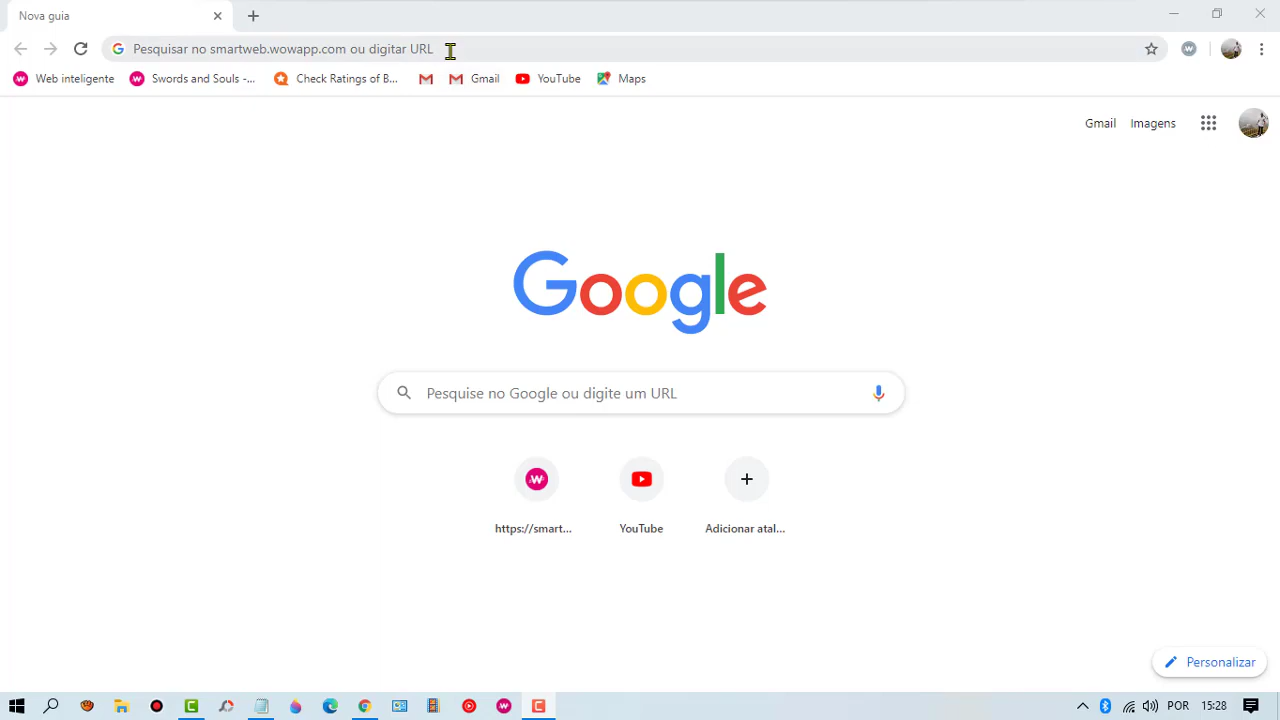 Nova guia
Pesquisar no smartweb.wowapp.com ou digitar URL
Web inteligente
Swords and Souls -...
Check Ratings of B...
Gmail
YouTube
Maps
Gmail
Imagens
Google
Pesquise no Google ou digite um URL
https://smart...
YouTube
Adicionar atal...
Personalizar
POR
15:28